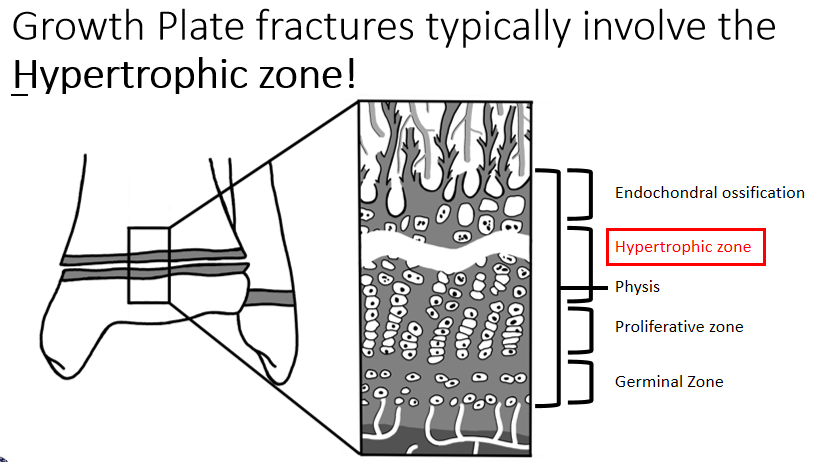 Growth Plate fractures typically involve the
Hypertrophic zone!
Endochondral ossification
Hypertrophic zone
Physis
Proliferative zone
Germinal Zone